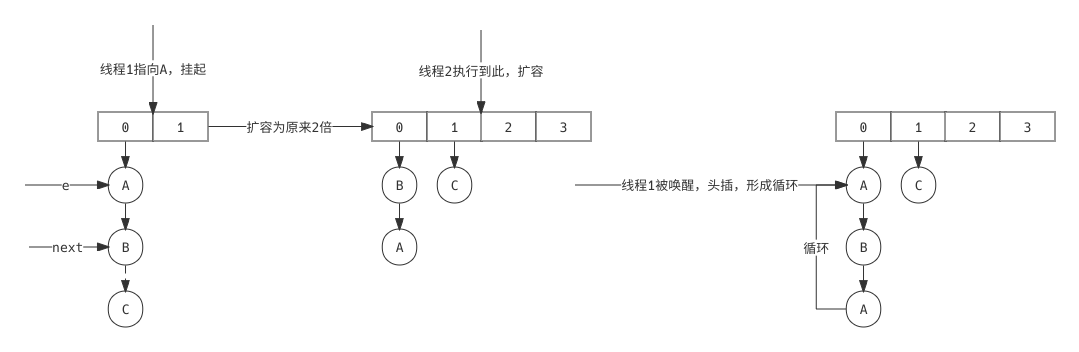 线程1指向A，挂起
线程2执行到此，扩容
0 1
扩容为原来2倍
0 1 2 3
0 1 2 3
e
A
B C
线程1被唤醒，头插，形成循环
A C
next
B
A
循环
B
C
A